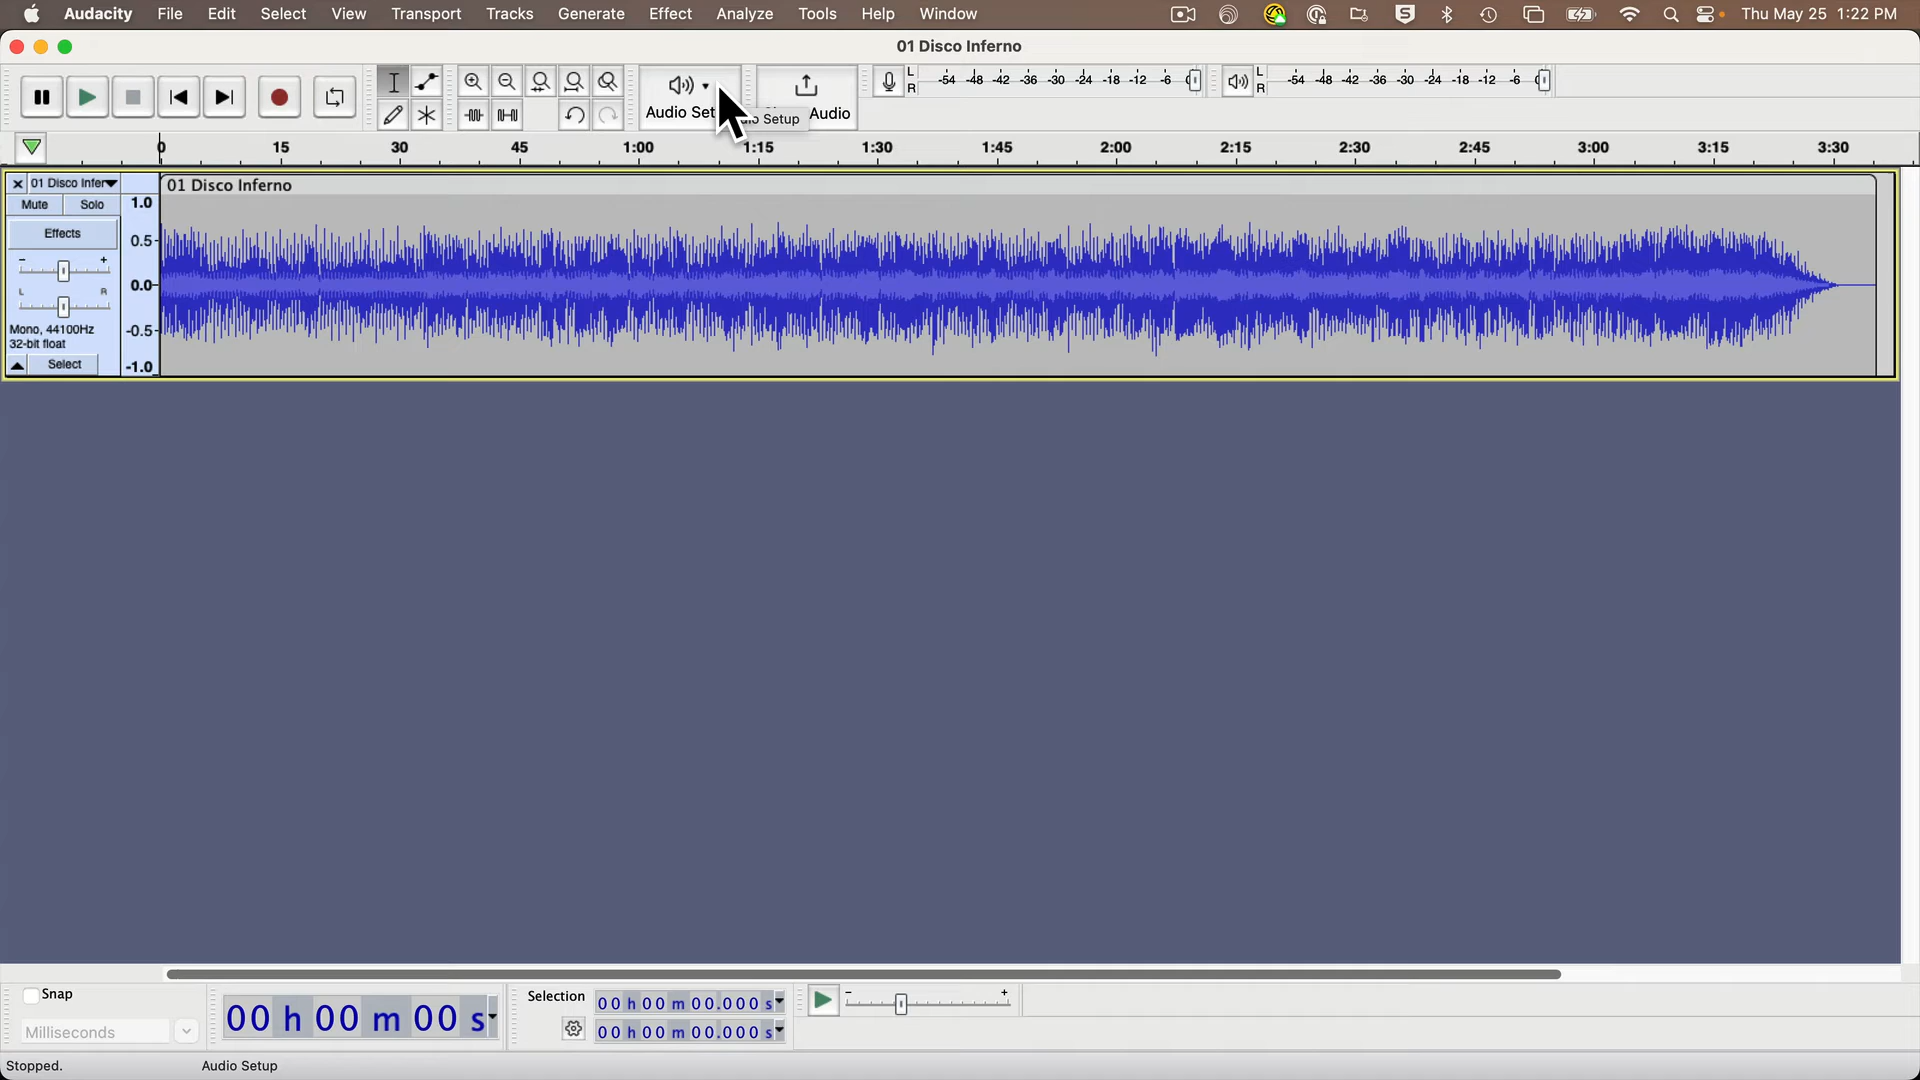 Audacity File Edit Select View Transport Tracks Generate Effect Analyze Tools Help Window Thu May 25 1:22 PM
01 Disco Inferno
L -54 -48 -42 -36 -30 -24 -18 -12 -6 L -54 -48 -42 -36 -30 -24 -18 -12 -6
R R
Audio Set Audio
Setup
0 15 30 45 1:00 1:15 1:30 1:45 2:00 2:15 2:30 2:45 3:00 3:15 3:30
01 Disco Infer 01 Disco Inferno
Mute Solo 1.0
Effects 0.5
- +
L R 0.0
Mono, 44100Hz -0.5
32-bit float
Select -1.0
Snap
Milliseconds
00 h 00 m 00 s
Selection 00 h 00 m 00.000 s
00 h 00 m 00.000 s
- +
Stopped. Audio Setup